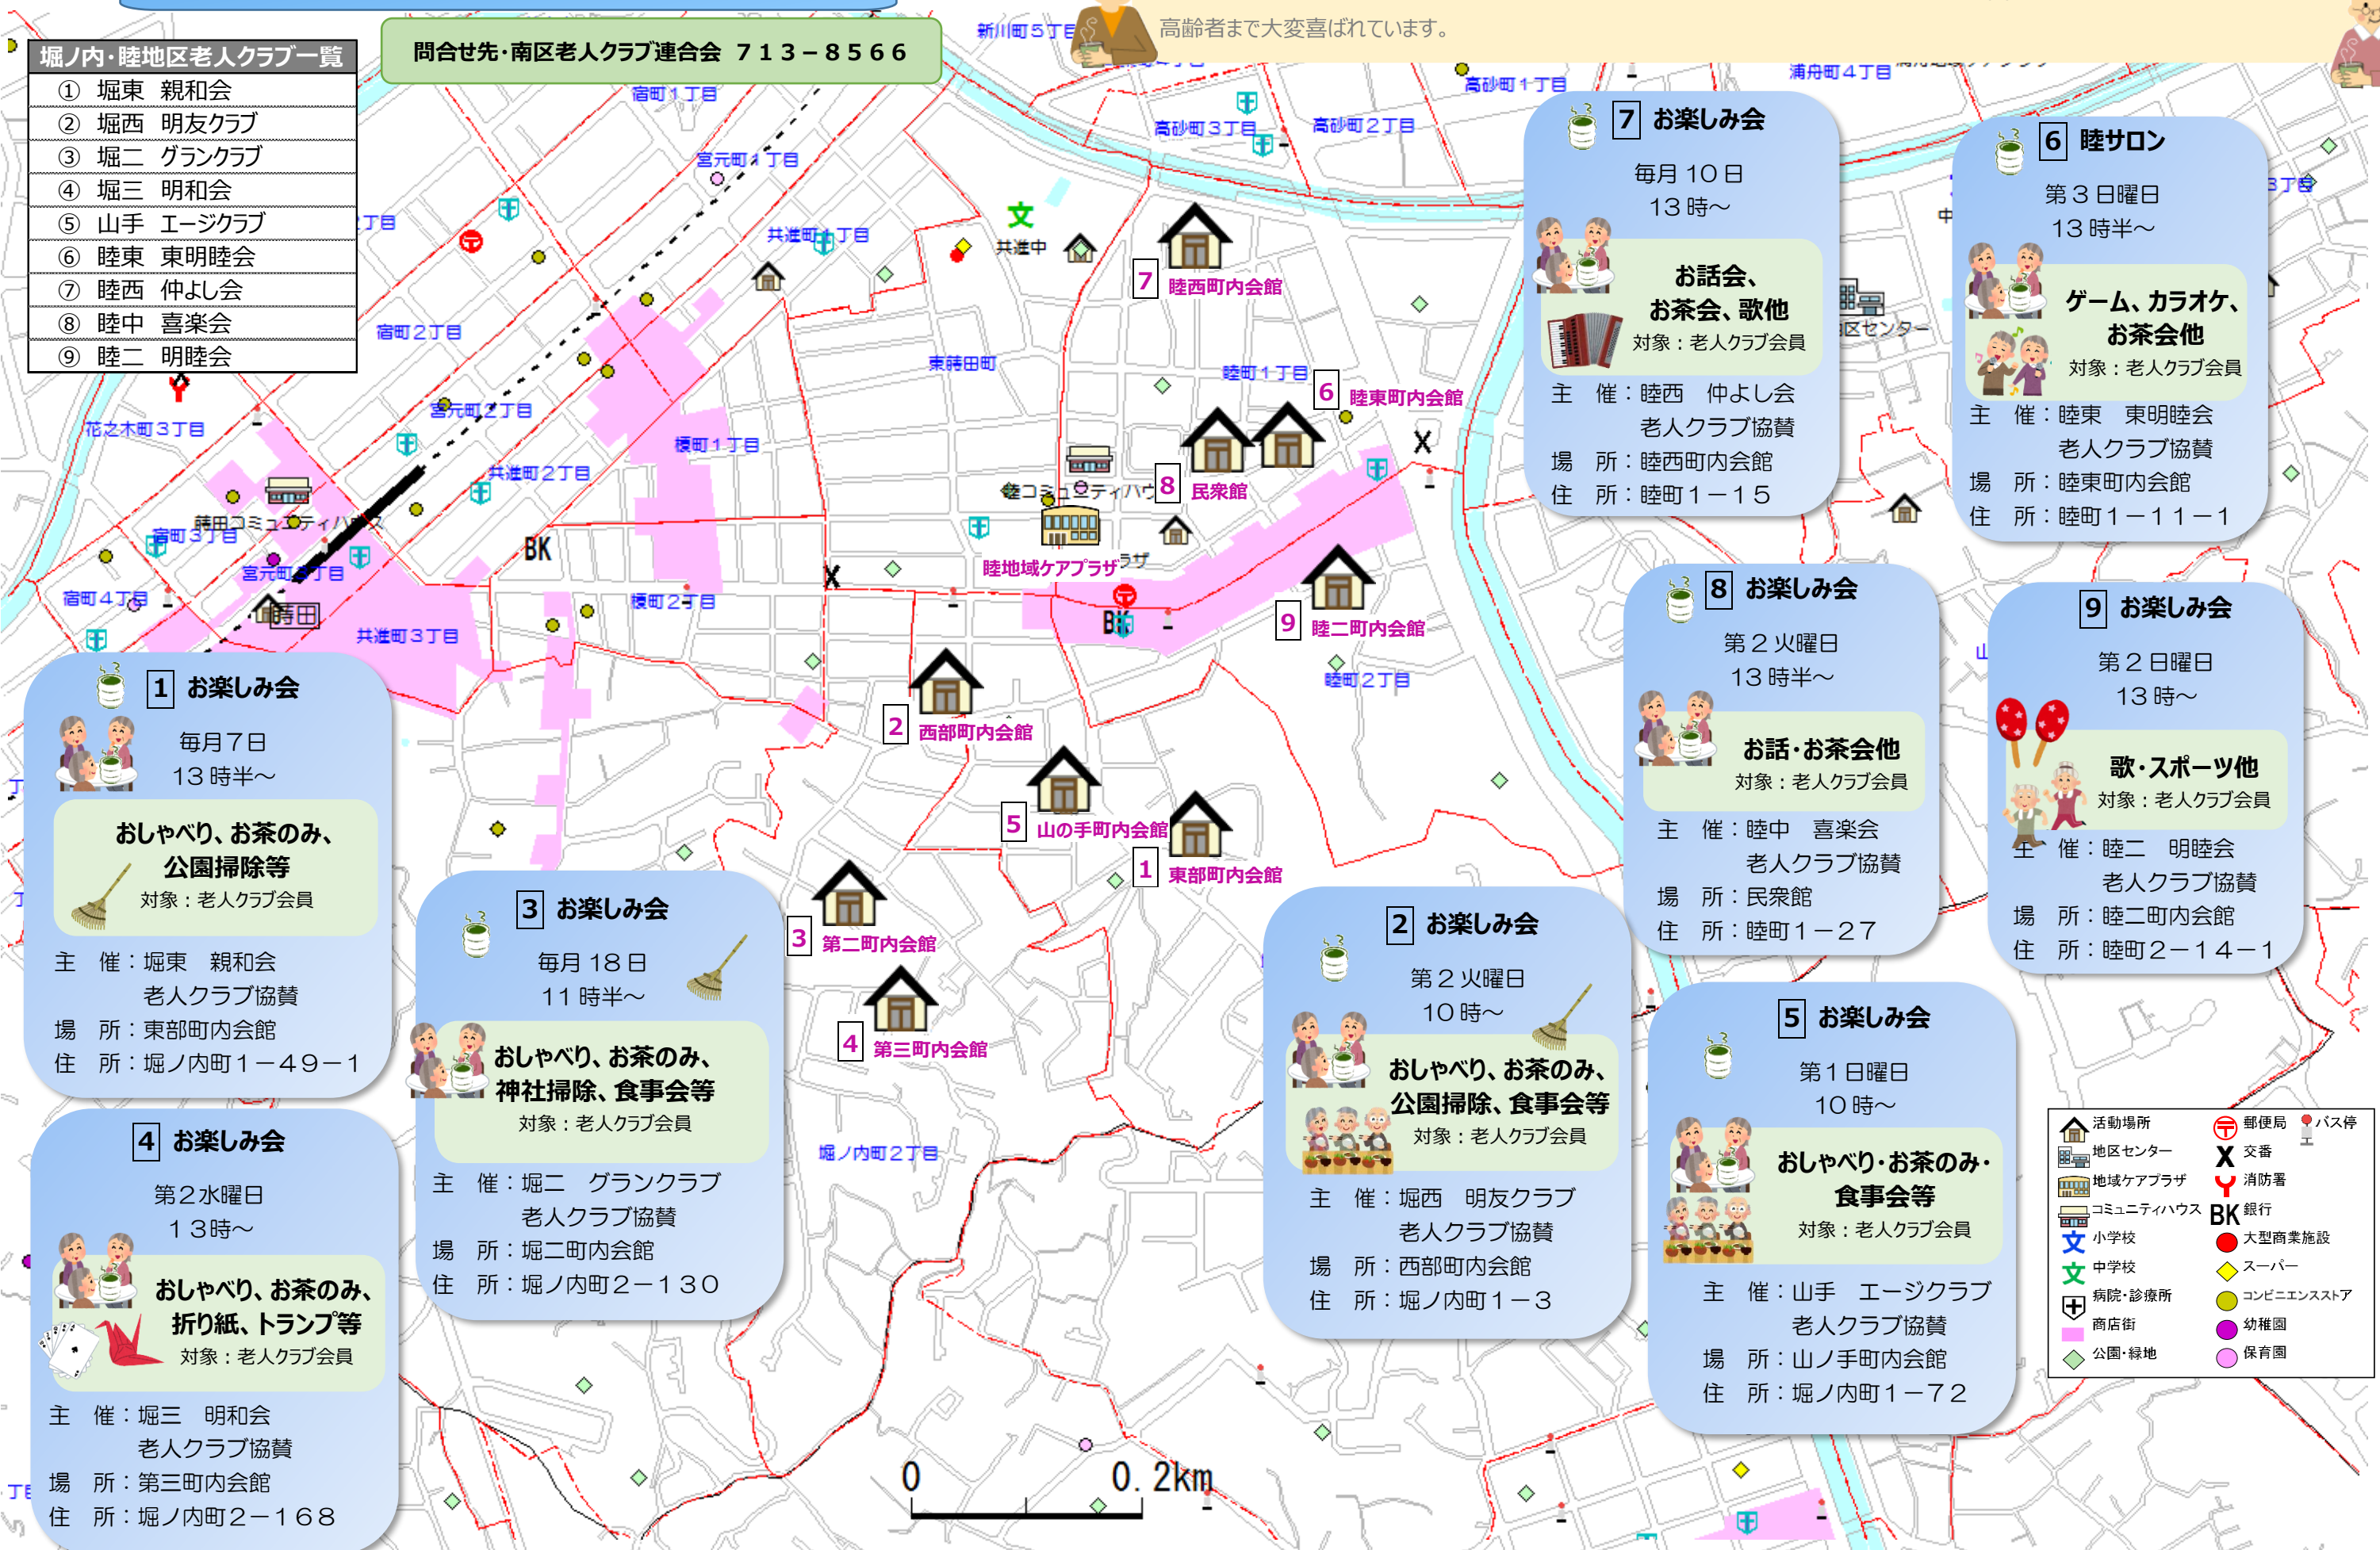 高齢者まで大変喜ばれています。
問合せ先・南区老人クラブ連合会 713－8566
堀ノ内・睦地区老人クラブ一覧
① 堀東 親和会
② 堀西 明友クラブ
③ 堀二 グランクラブ
④ 堀三 明和会
⑤ 山手 エージクラブ
⑥ 睦東 東明睦会
⑦ 睦西 仲よし会
⑧ 睦中 喜楽会
⑨ 睦二 明睦会
新川町5丁目
宿町1丁目
高砂町1丁目
浦舟町4丁目
高砂町3丁目
高砂町2丁目
宮元町1丁目
共進町1丁目
共進中
宿町2丁目
東蒔田町
睦町1丁目
宮元町2丁目
花之木町3丁目
榎町1丁目
共進町2丁目
蒔田コミュニティハウス
宿町3丁目
宮元町3丁目
宿町4丁目
蒔田
共進町3丁目
榎町2丁目
BK
睦コミュニティハウ
ラザ
睦地域ケアプラザ
BK
睦町2丁目
堀ノ内町2丁目
区センター
7 睦西町内会館
6 睦東町内会館
8 民衆館
9 睦二町内会館
2 西部町内会館
5 山の手町内会館
1 東部町内会館
3 第二町内会館
4 第三町内会館
7 お楽しみ会
毎月10日
13時～
お話会、
お茶会、歌他
対象：老人クラブ会員
主 催：睦西 仲よし会
老人クラブ協賛
場 所：睦西町内会館
住 所：睦町1－15
6 睦サロン
第3日曜日
13時半～
ゲーム、カラオケ、
お茶会他
対象：老人クラブ会員
主 催：睦東 東明睦会
老人クラブ協賛
場 所：睦東町内会館
住 所：睦町1－11－1
8 お楽しみ会
第2火曜日
13時半～
お話・お茶会他
対象：老人クラブ会員
主 催：睦中 喜楽会
老人クラブ協賛
場 所：民衆館
住 所：睦町1－27
9 お楽しみ会
第2日曜日
13時～
歌・スポーツ他
対象：老人クラブ会員
主 催：睦二 明睦会
老人クラブ協賛
場 所：睦二町内会館
住 所：睦町2－14－1
1 お楽しみ会
毎月7日
13時半～
おしゃべり、お茶のみ、
公園掃除等
対象：老人クラブ会員
主 催：堀東 親和会
老人クラブ協賛
場 所：東部町内会館
住 所：堀ノ内町1－49－1
3 お楽しみ会
毎月18日
11時半～
おしゃべり、お茶のみ、
神社掃除、食事会等
対象：老人クラブ会員
主 催：堀二 グランクラブ
老人クラブ協賛
場 所：堀二町内会館
住 所：堀ノ内町2－130
2 お楽しみ会
第2火曜日
10時～
おしゃべり、お茶のみ、
公園掃除、食事会等
対象：老人クラブ会員
主 催：堀西 明友クラブ
老人クラブ協賛
場 所：西部町内会館
住 所：堀ノ内町1－3
5 お楽しみ会
第1日曜日
10時～
おしゃべり・お茶のみ・
食事会等
対象：老人クラブ会員
主 催：山手 エージクラブ
老人クラブ協賛
場 所：山ノ手町内会館
住 所：堀ノ内町1－72
4 お楽しみ会
第2水曜日
13時～
おしゃべり、お茶のみ、
折り紙、トランプ等
対象：老人クラブ会員
主 催：堀三 明和会
老人クラブ協賛
場 所：第三町内会館
住 所：堀ノ内町2－168
活動場所
地区センター
地域ケアプラザ
コミュニティハウス
文 小学校
文 中学校
病院・診療所
商店街
公園・緑地
郵便局
バス停
X 交番
消防署
BK 銀行
大型商業施設
スーパー
コンビニエンスストア
幼稚園
保育園
0 0.2km